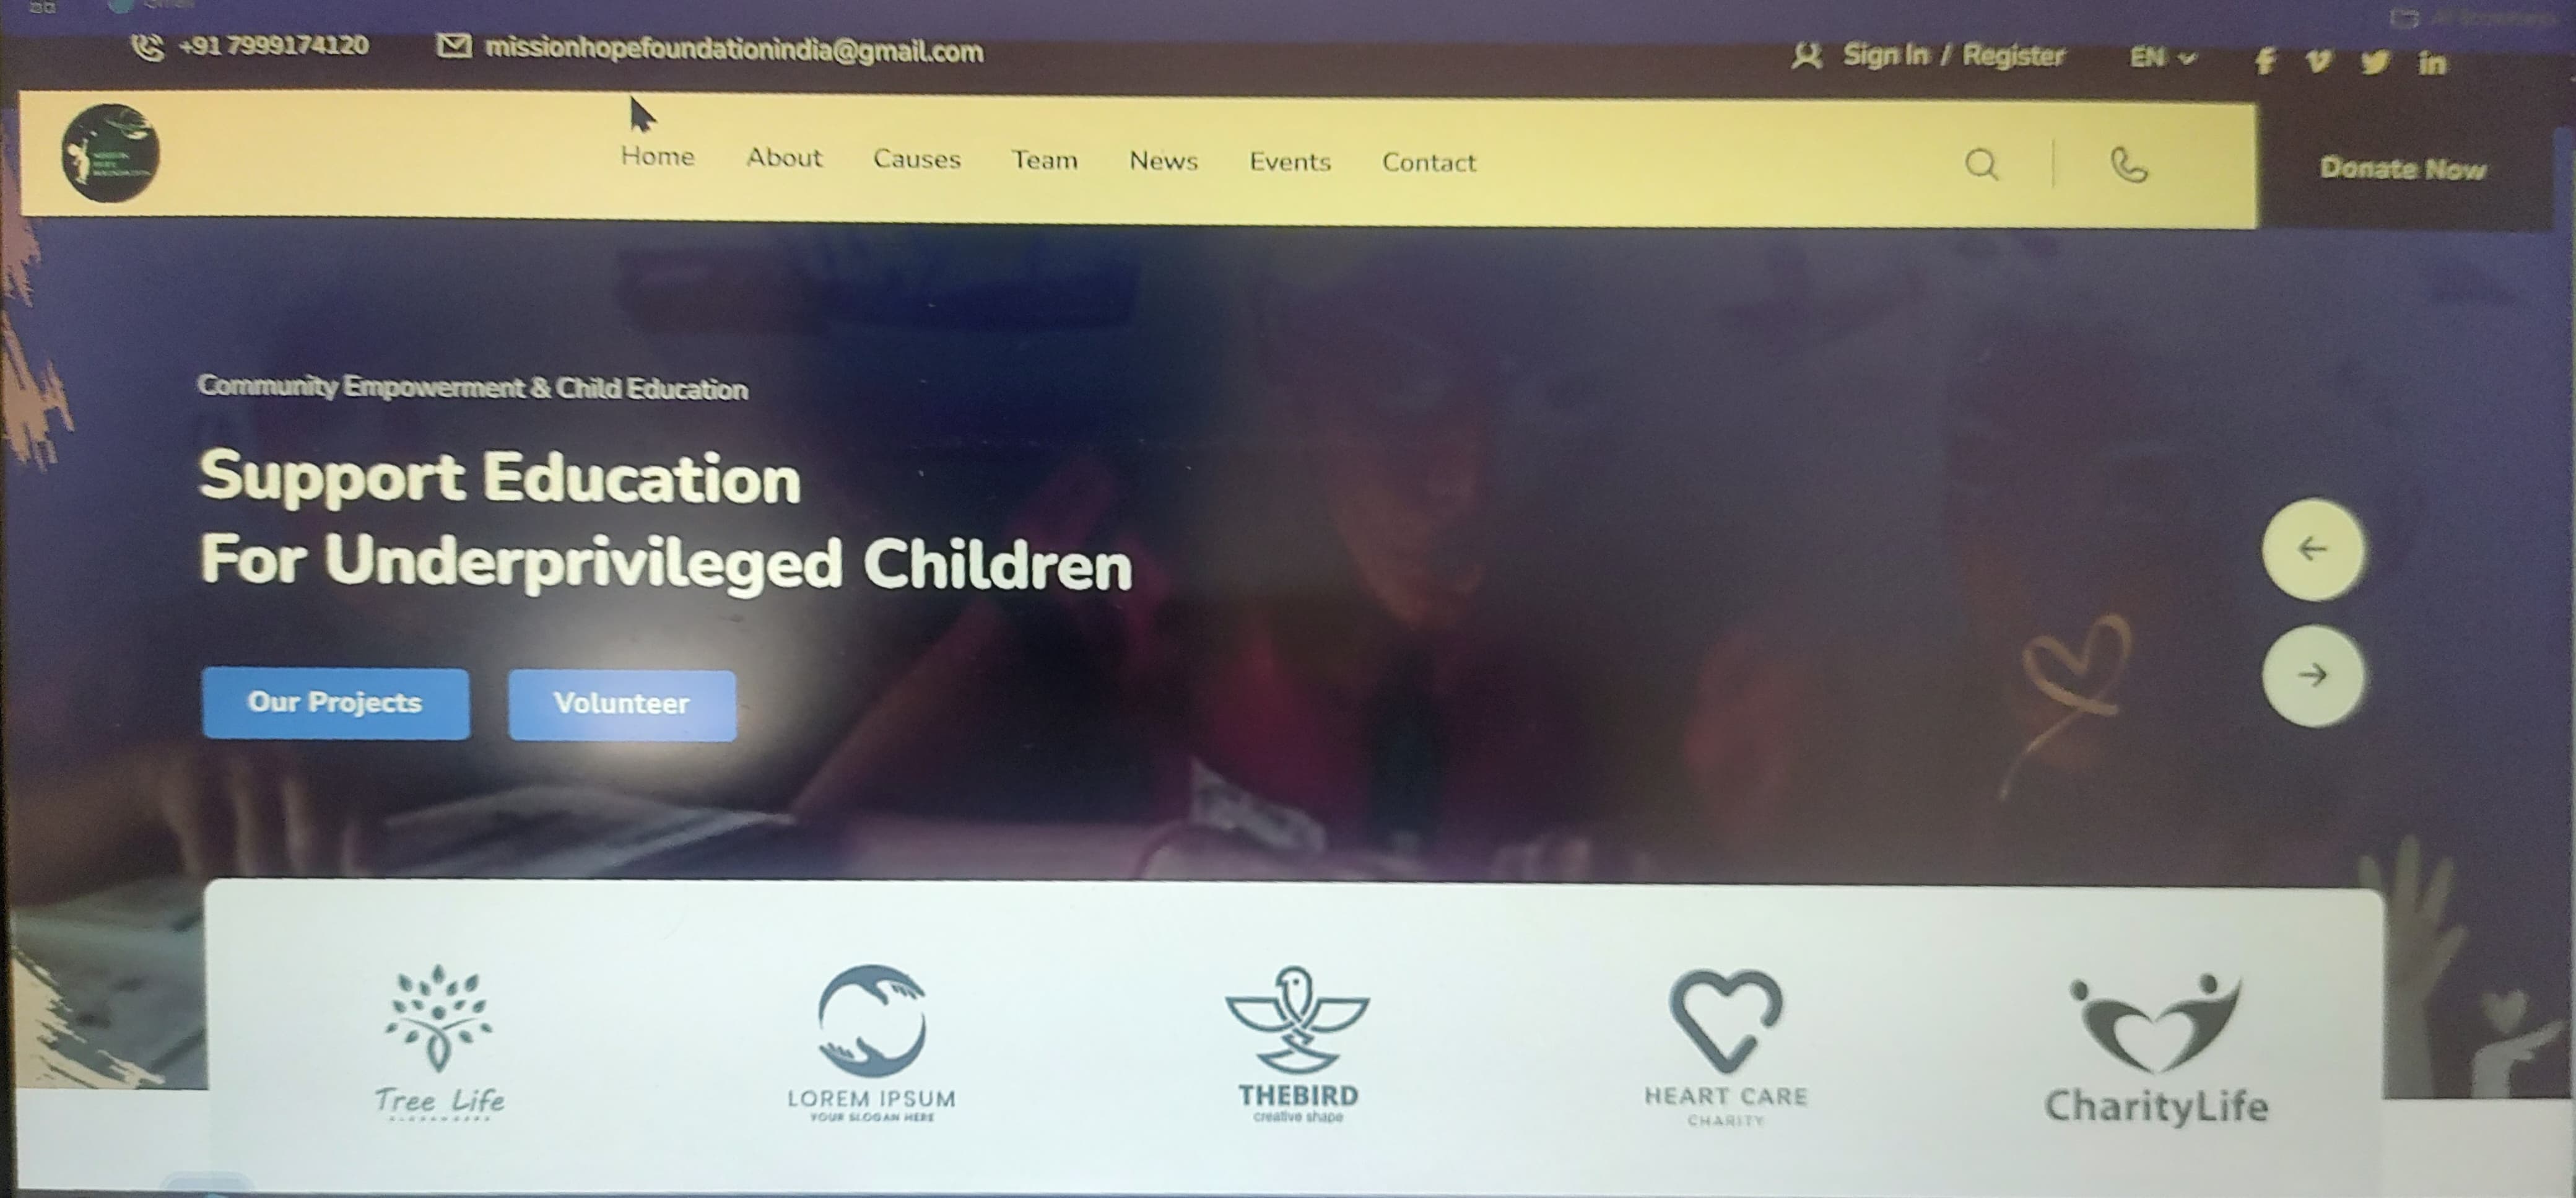 +91 7999174120
missionhopefoundationindia@gmail.com
Sign In / Register
EN
Home About Causes Team News Events Contact
Donate Now
Community Empowerment & Child Education
Support Education
For Underprivileged Children
Our Projects Volunteer
Tree Life
LOREM IPSUM
YOUR SLOGAN HERE
THEBIRD
creative shape
HEART CARE
CHARITY
CharityLife